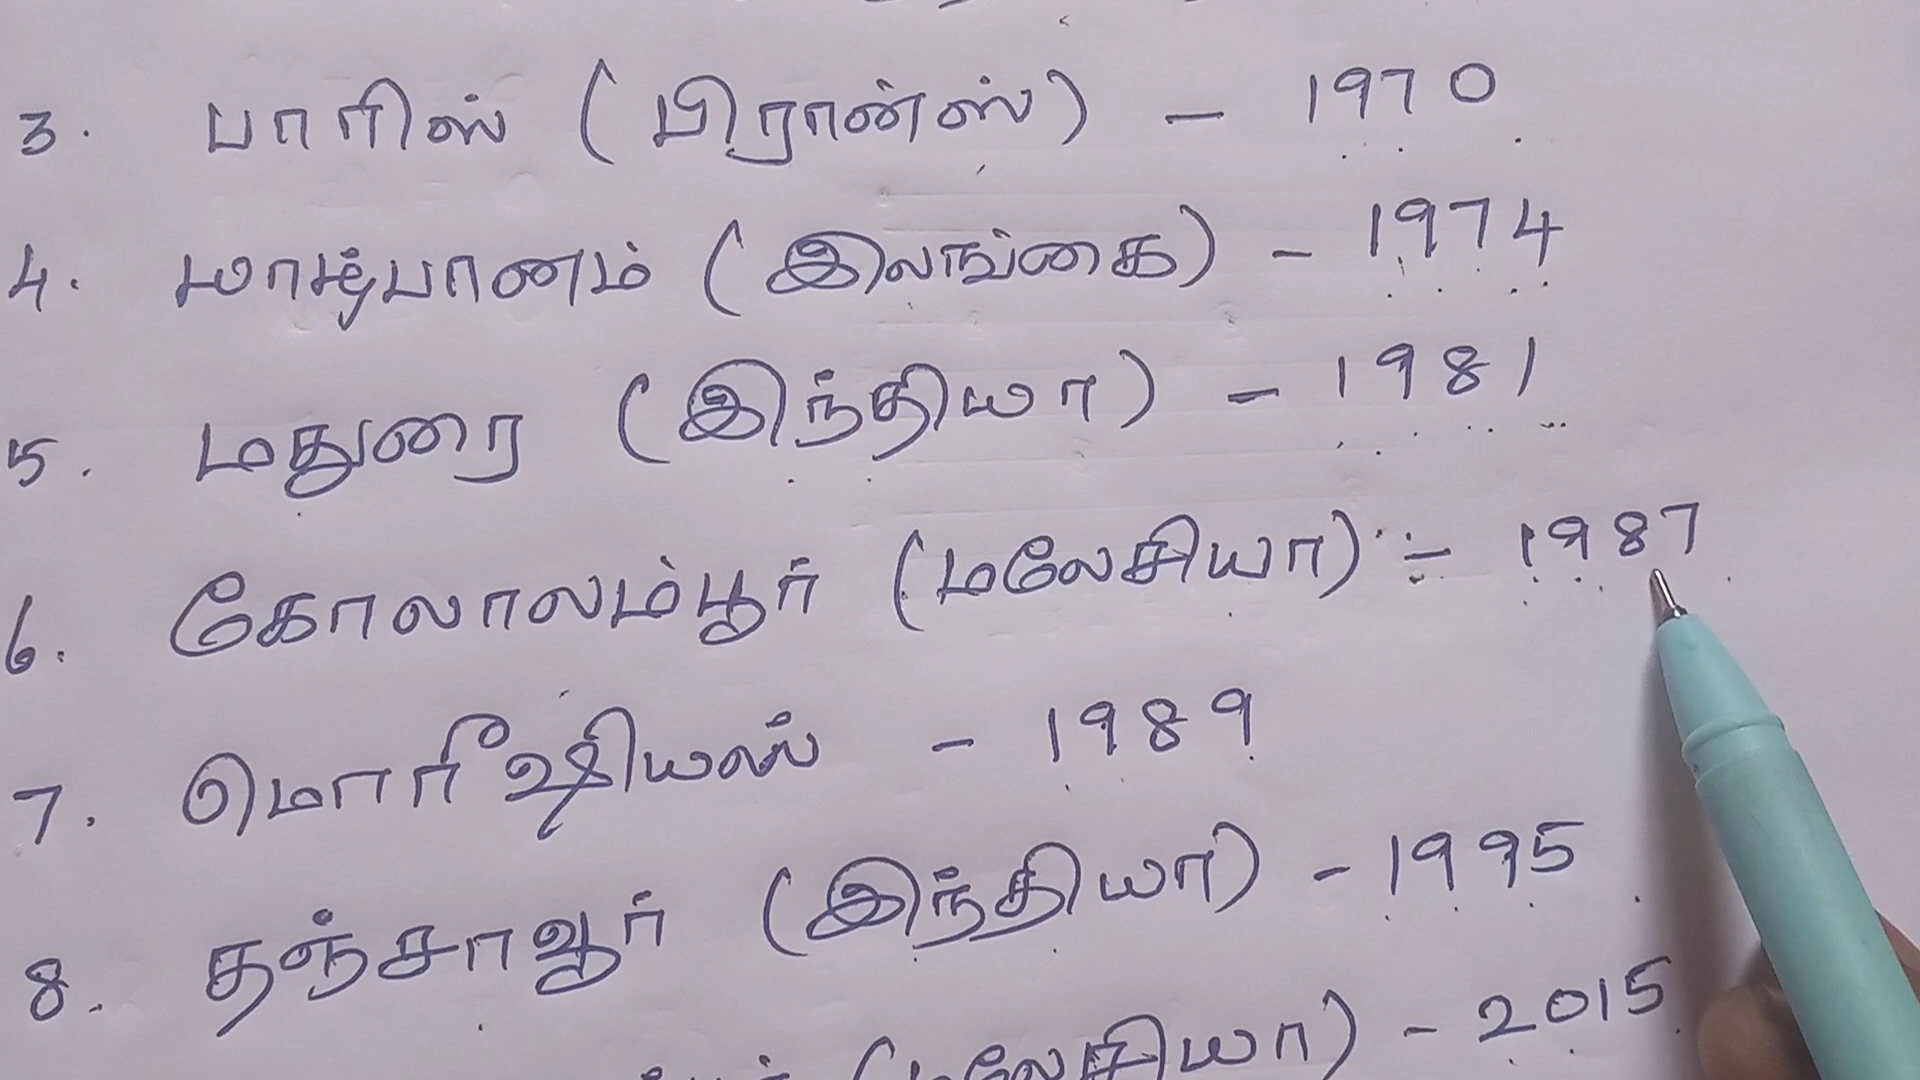 3. பாரிஸ் (பிரான்ஸ்) - 1970
4. யாழ்பாணம் (இலங்கை) - 1974
5. மதுரை (இந்தியா) - 1981
6. கோலாலம்பூர் (மலேசியா) - 1987
7. மொரீஷியஸ் - 1989
8. தஞ்சாவூர் (இந்தியா) - 1995
(மலேசியா) - 2015